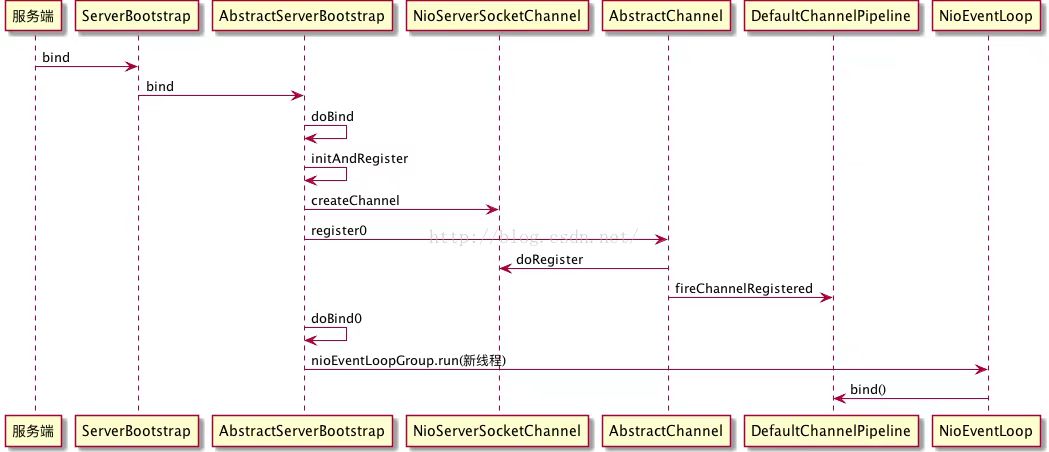 服务端 ServerBootstrap AbstractServerBootstrap NioServerSocketChannel AbstractChannel DefaultChannelPipeline NioEventLoop
bind
bind
doBind
initAndRegister
createChannel
register0
http://blog.csdn.net/
doRegister
fireChannelRegistered
doBind0
nioEventLoopGroup.run(新线程)
bind()
服务端 ServerBootstrap AbstractServerBootstrap NioServerSocketChannel AbstractChannel DefaultChannelPipeline NioEventLoop